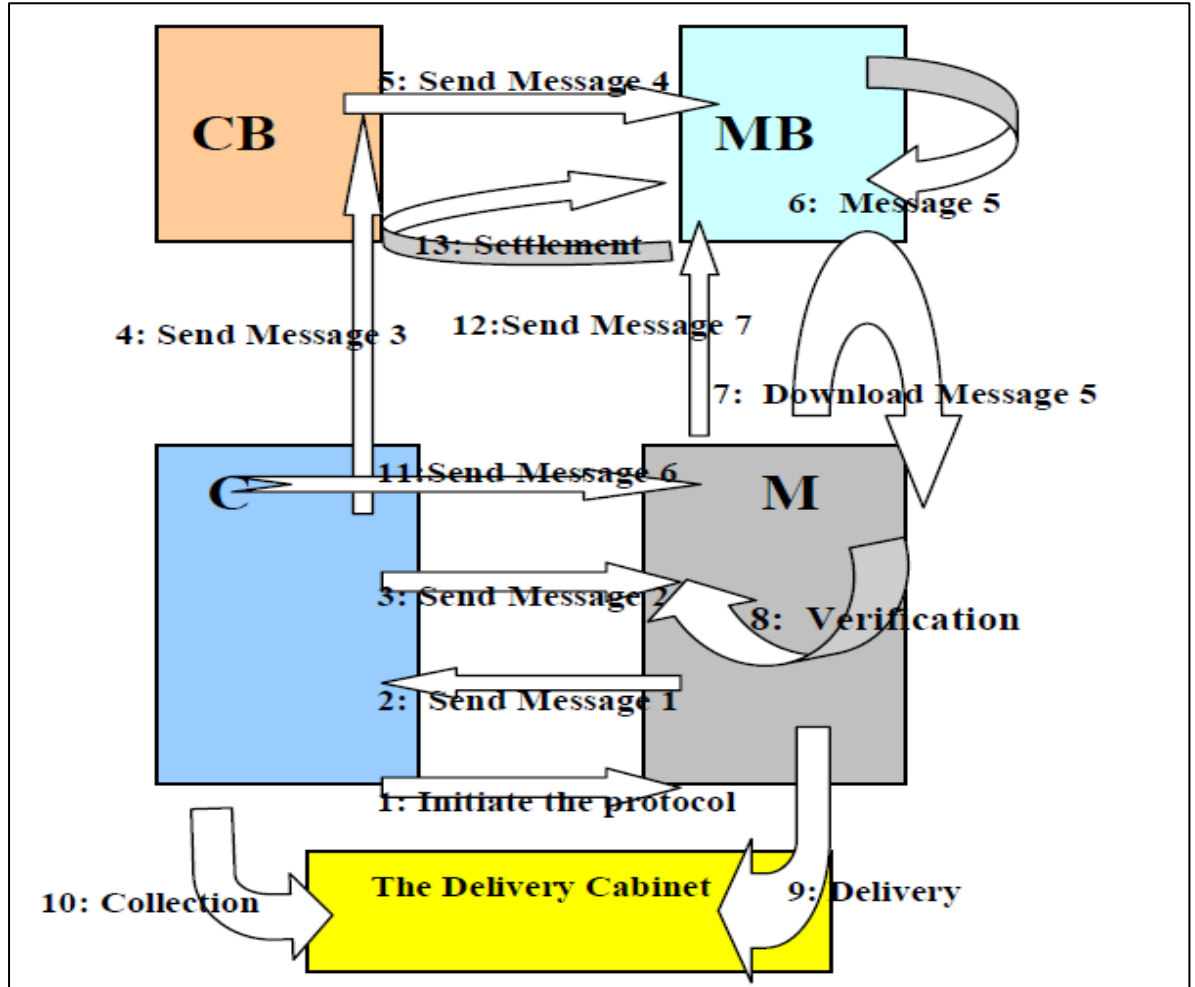 5: Send Message 4
CB
MB
6: Message 5
13: Settlement
4: Send Message 3
12:Send Message 7
7: Download Message 5
11:Send Message 6
C
M
3: Send Message 2
8: Verification
2: Send Message 1
1: Initiate the protocol
The Delivery Cabinet
10: Collection
9: Delivery